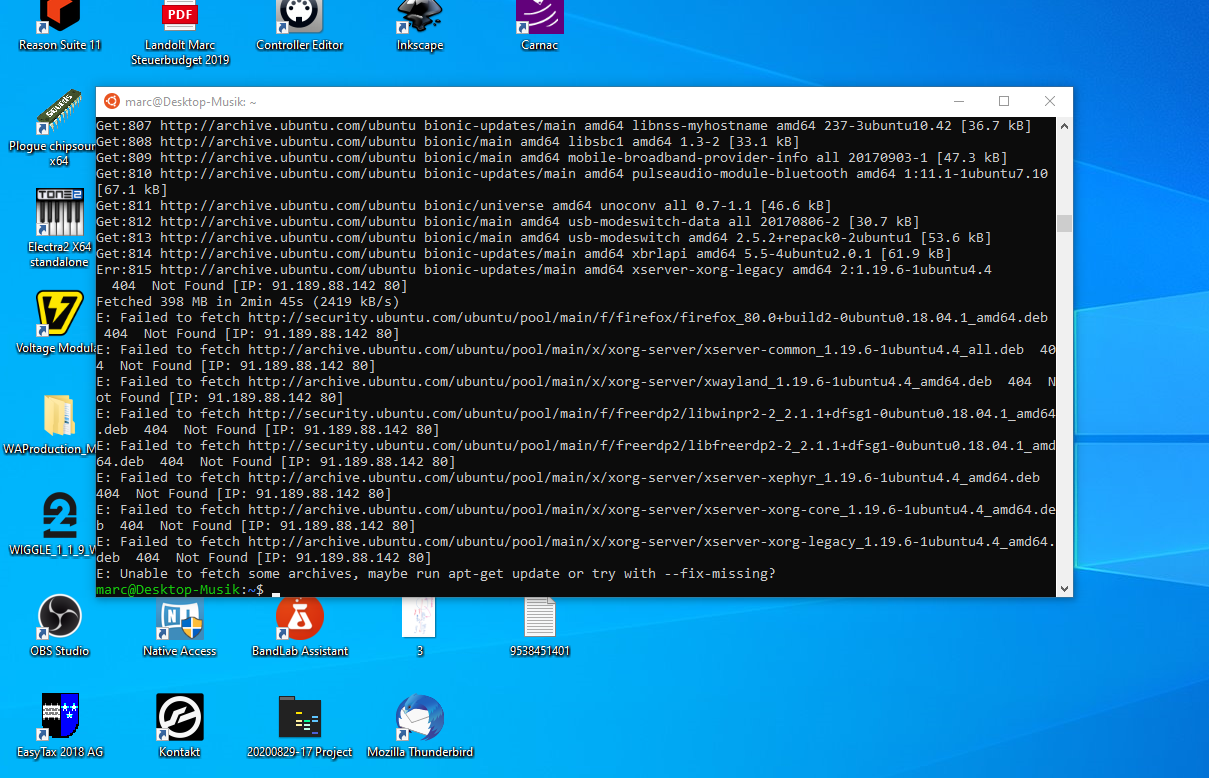 Reason Suite 11
PDF
Landolt Marc
Steuerbudget 2019
Controller Editor
Inkscape
Carnac
marc@Desktop-Musik: ~
Get:807 http://archive.ubuntu.com/ubuntu bionic-updates/main amd64 libnss-myhostname amd64 237-3ubuntu10.42 [36.7 kB]
Get:808 http://archive.ubuntu.com/ubuntu bionic/main amd64 libsbc1 amd64 1.3-2 [33.1 kB]
Get:809 http://archive.ubuntu.com/ubuntu bionic/main amd64 mobile-broadband-provider-info all 20170903-1 [47.3 kB]
Get:810 http://archive.ubuntu.com/ubuntu bionic-updates/main amd64 pulseaudio-module-bluetooth amd64 1:11.1-1ubuntu7.10
[67.1 kB]
Get:811 http://archive.ubuntu.com/ubuntu bionic/universe amd64 unoconv all 0.7-1.1 [46.6 kB]
Get:812 http://archive.ubuntu.com/ubuntu bionic/main amd64 usb-modeswitch-data all 20170806-2 [30.7 kB]
Get:813 http://archive.ubuntu.com/ubuntu bionic/main amd64 usb-modeswitch amd64 2.5.2+repack0-2ubuntu1 [53.6 kB]
Get:814 http://archive.ubuntu.com/ubuntu bionic-updates/main amd64 xbrlapi amd64 5.5-4ubuntu2.0.1 [61.9 kB]
Err:815 http://archive.ubuntu.com/ubuntu bionic-updates/main amd64 xserver-xorg-legacy amd64 2:1.19.6-1ubuntu4.4
404  Not Found [IP: 91.189.88.142 80]
Fetched 398 MB in 2min 45s (2419 kB/s)
E: Failed to fetch http://security.ubuntu.com/ubuntu/pool/main/f/firefox/firefox_80.0+build2-0ubuntu0.18.04.1_amd64.deb
404  Not Found [IP: 91.189.88.142 80]
E: Failed to fetch http://archive.ubuntu.com/ubuntu/pool/main/x/xorg-server/xserver-common_1.19.6-1ubuntu4.4_all.deb  40
4  Not Found [IP: 91.189.88.142 80]
E: Failed to fetch http://archive.ubuntu.com/ubuntu/pool/main/x/xorg-server/xwayland_1.19.6-1ubuntu4.4_amd64.deb  404  N
ot Found [IP: 91.189.88.142 80]
E: Failed to fetch http://security.ubuntu.com/ubuntu/pool/main/f/freerdp2/libwinpr2-2_2.1.1+dfsg1-0ubuntu0.18.04.1_amd64
.deb  404  Not Found [IP: 91.189.88.142 80]
E: Failed to fetch http://security.ubuntu.com/ubuntu/pool/main/f/freerdp2/libfreerdp2-2_2.1.1+dfsg1-0ubuntu0.18.04.1_amd
64.deb  404  Not Found [IP: 91.189.88.142 80]
E: Failed to fetch http://archive.ubuntu.com/ubuntu/pool/main/x/xorg-server/xserver-xephyr_1.19.6-1ubuntu4.4_amd64.deb
404  Not Found [IP: 91.189.88.142 80]
E: Failed to fetch http://archive.ubuntu.com/ubuntu/pool/main/x/xorg-server/xserver-xorg-core_1.19.6-1ubuntu4.4_amd64.de
b  404  Not Found [IP: 91.189.88.142 80]
E: Failed to fetch http://archive.ubuntu.com/ubuntu/pool/main/x/xorg-server/xserver-xorg-legacy_1.19.6-1ubuntu4.4_amd64.
deb  404  Not Found [IP: 91.189.88.142 80]
E: Unable to fetch some archives, maybe run apt-get update or try with --fix-missing?
marc@Desktop-Musik:~$
Plogue chipsoun
x64
TONE2
Electra2 X64
standalone
Voltage Modula
WAProduction_M
2
WIGGLE_1_1_9_W
OBS Studio
Native Access
BandLab Assistant
3
9538451401
EasyTax 2018 AG
Kontakt
20200829-17 Project
Mozilla Thunderbird